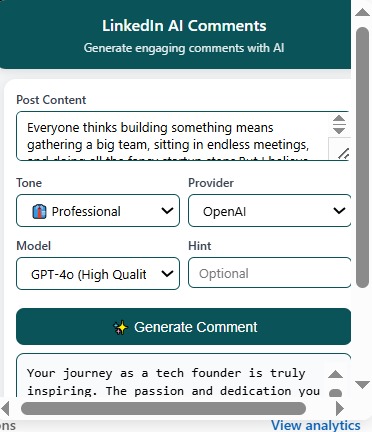 LinkedIn AI Comments
Generate engaging comments with AI
Post Content
Everyone thinks building something means
gathering a big team, sitting in endless meetings,
and doing all the fancy startup steps But I believe
Tone
Provider
Professional
OpenAI
Model
Hint
GPT-4o (High Qualit
Optional
✨ Generate Comment
Your journey as a tech founder is truly
inspiring. The passion and dedication you
ons
View analytics